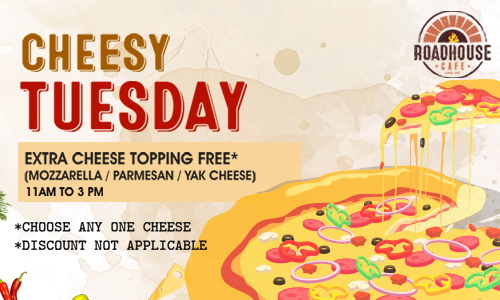 CHEESY
TUESDAY
ROADHOUSE
CAFE
EXTRA CHEESE TOPPING FREE*
(MOZZARELLA / PARMESAN / YAK CHEESE)
11AM TO 3 PM
*CHOOSE ANY ONE CHEESE
*DISCOUNT NOT APPLICABLE